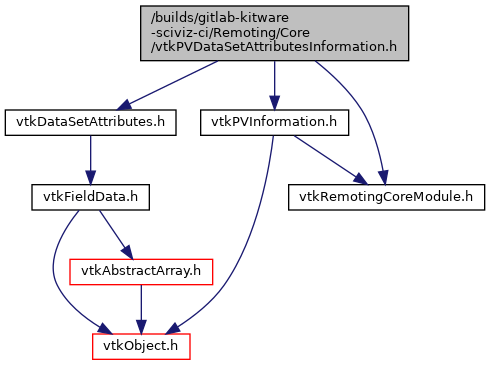 /builds/gitlab-kitware
-sciviz-ci/Remoting/Core
/vtkPVDataSetAttributesInformation.h
vtkDataSetAttributes.h
vtkPVInformation.h
vtkFieldData.h
vtkRemotingCoreModule.h
vtkAbstractArray.h
vtkObject.h